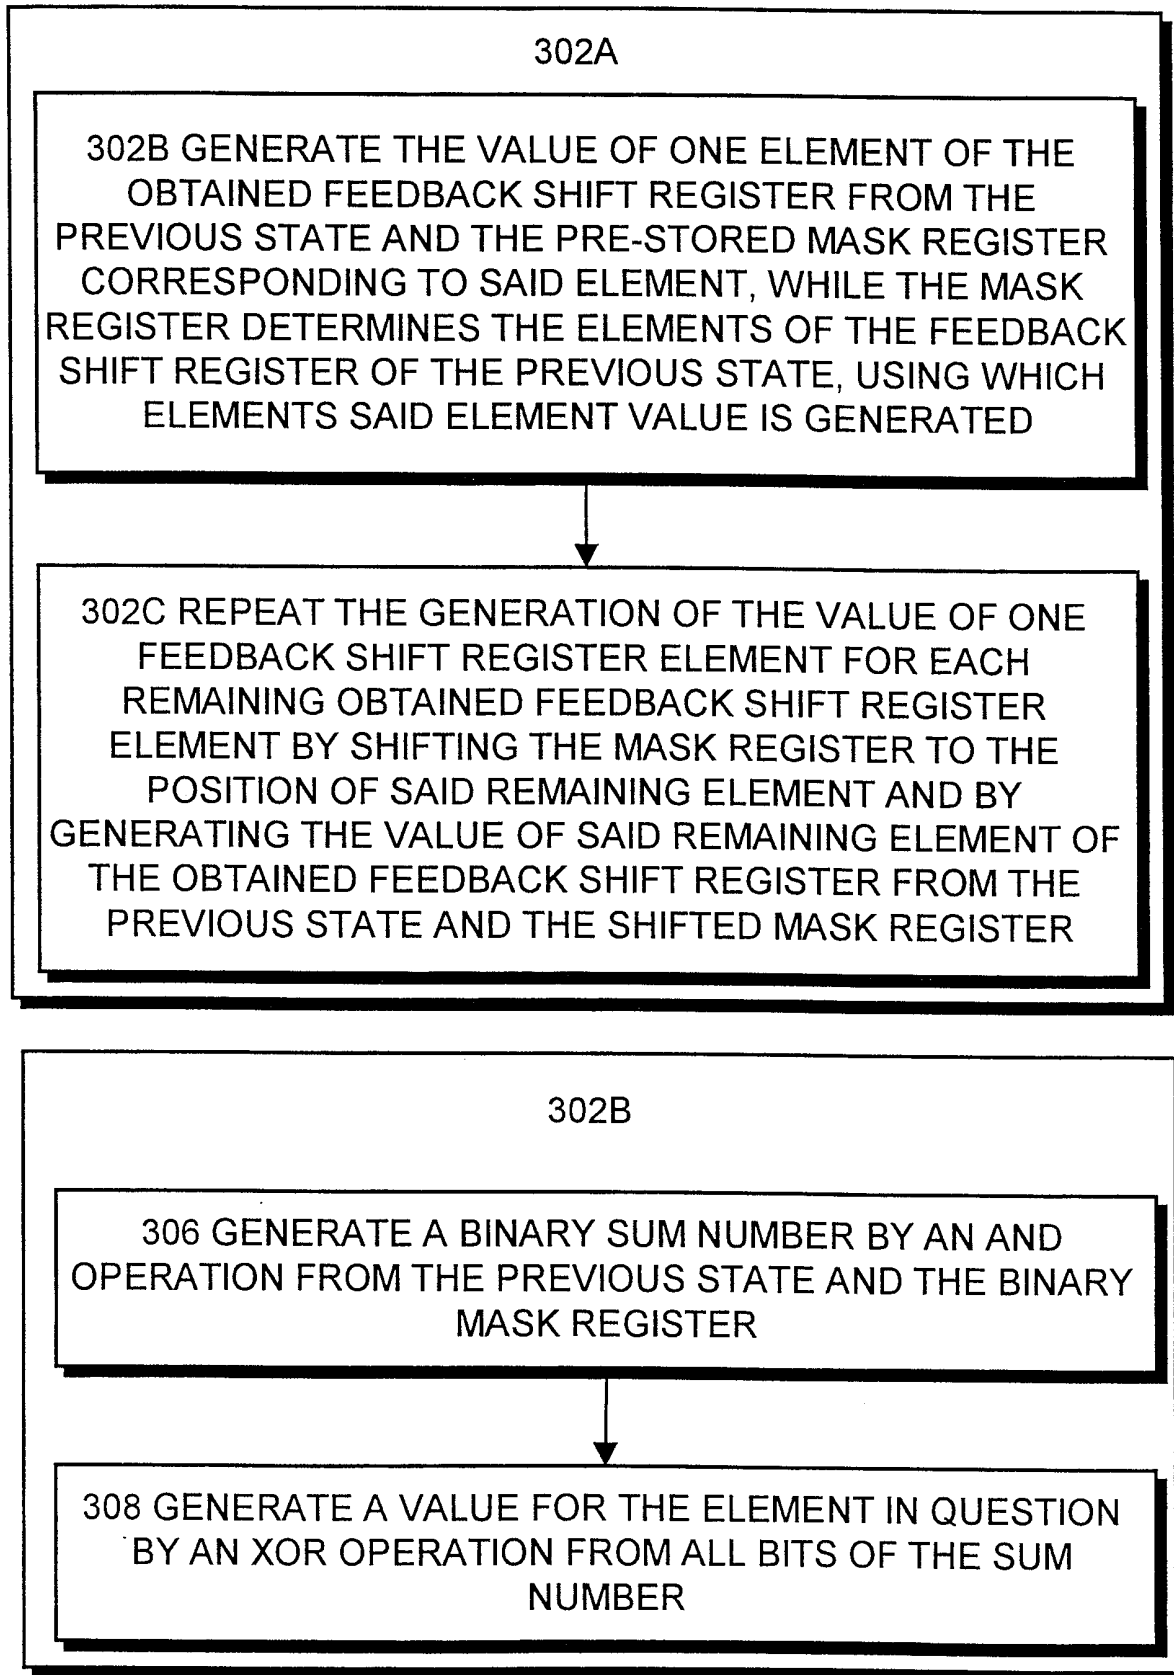 302A
302B GENERATE THE VALUE OF ONE ELEMENT OF THE
OBTAINED FEEDBACK SHIFT REGISTER FROM THE
PREVIOUS STATE AND THE PRE-STORED MASK REGISTER
CORRESPONDING TO SAID ELEMENT, WHILE THE MASK
REGISTER DETERMINES THE ELEMENTS OF THE FEEDBACK
SHIFT REGISTER OF THE PREVIOUS STATE, USING WHICH
ELEMENTS SAID ELEMENT VALUE IS GENERATED
302C REPEAT THE GENERATION OF THE VALUE OF ONE
FEEDBACK SHIFT REGISTER ELEMENT FOR EACH
REMAINING OBTAINED FEEDBACK SHIFT REGISTER
ELEMENT BY SHIFTING THE MASK REGISTER TO THE
POSITION OF SAID REMAINING ELEMENT AND BY
GENERATING THE VALUE OF SAID REMAINING ELEMENT OF
THE OBTAINED FEEDBACK SHIFT REGISTER FROM THE
PREVIOUS STATE AND THE SHIFTED MASK REGISTER
302B
306 GENERATE A BINARY SUM NUMBER BY AN AND
OPERATION FROM THE PREVIOUS STATE AND THE BINARY
MASK REGISTER
308 GENERATE A VALUE FOR THE ELEMENT IN QUESTION
BY AN XOR OPERATION FROM ALL BITS OF THE SUM
NUMBER